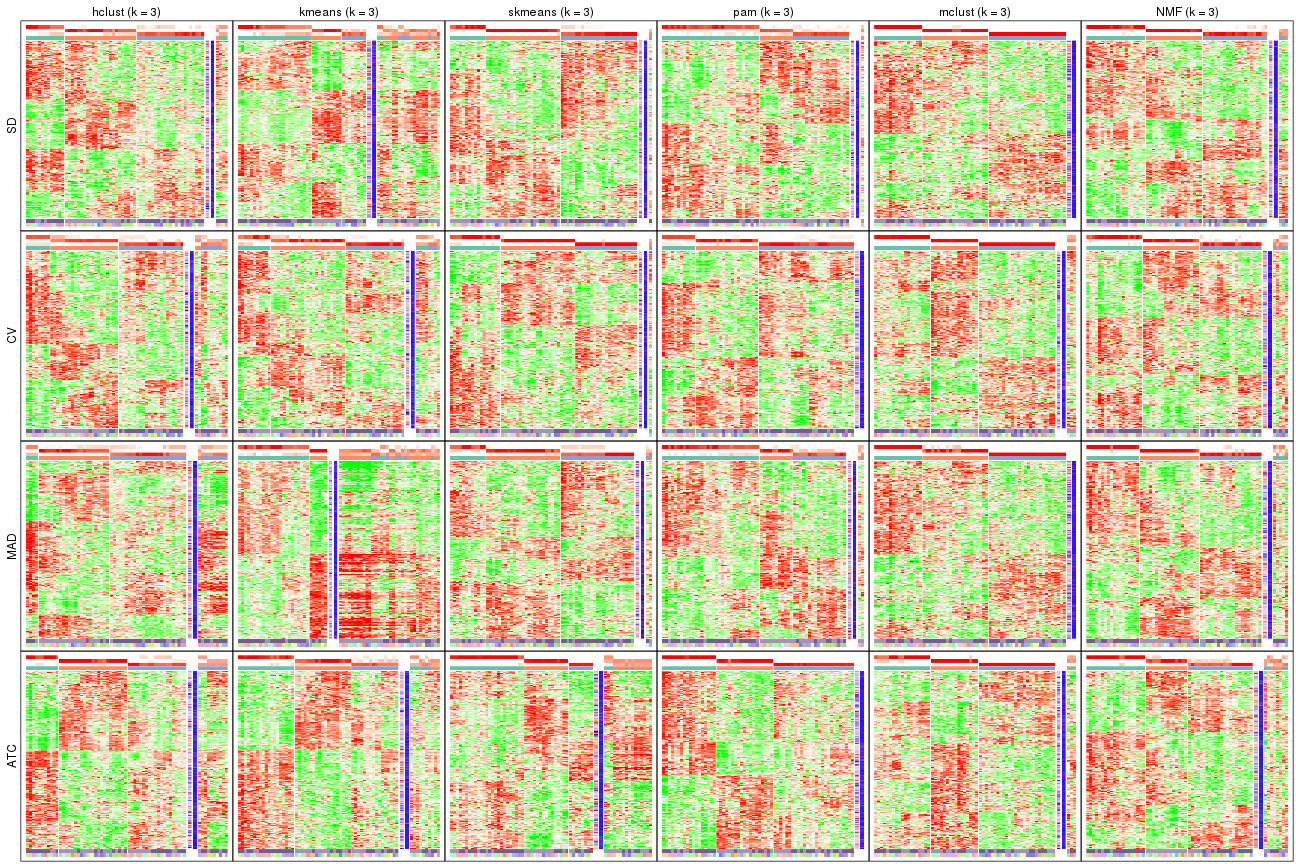 hclust (k = 3) kmeans (k = 3) skmeans (k = 3) pam (k = 3) mclust (k = 3) NMF (k = 3)
SD
CV
MAD
ATC